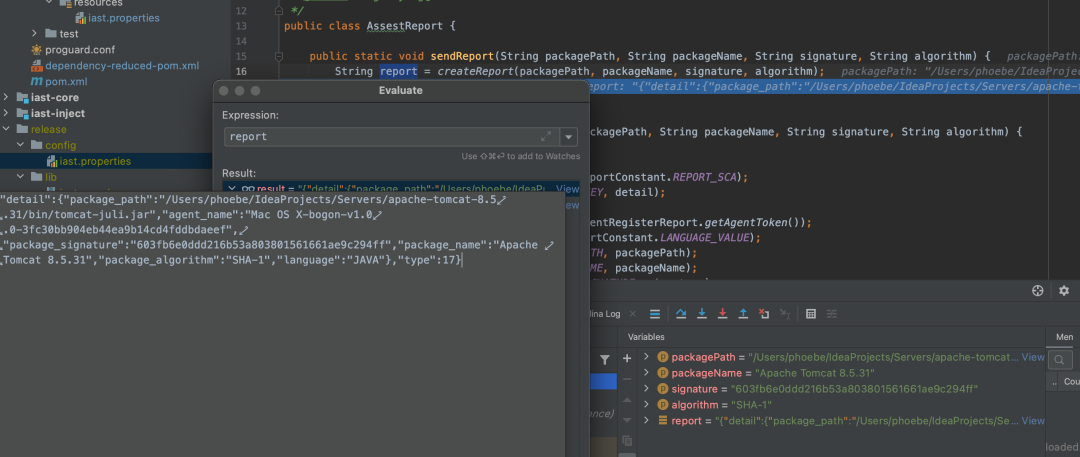 resources
iast.properties
test
proguard.conf
dependency-reduced-pom.xml
pom.xml
iast-core
iast-inject
release
config
iast.properties
lib
12
13
14
15
16
*/
public class AssestReport {
public static void sendReport(String packagePath, String packageName, String signature, String algorithm) { packagePath:
String report = createReport(packagePath, packageName, signature, algorithm); packagePath: "/Users/phoebe/IdeaProjec
report: "{"detail":{"package_path":"/Users/phoebe/IdeaProjects/Servers/apache-t
ckagePath, String packageName, String signature, String algorithm) {
portConstant.REPORT_SCA);
EY, detail);
entRegisterReport.getAgentToken());
ortConstant.LANGUAGE_VALUE);
TH, packagePath);
ME, packageName);
Evaluate
Expression:
report
Use ⇧⌘⏎ to add to Watches
Result:
result = "{"detail":{"package_path":"/Users/phoebe/IdeaPr View
View
"detail":{"package_path":"/Users/phoebe/IdeaProjects/Servers/apache-tomcat-8.5
.31/bin/tomcat-juli.jar","agent_name":"Mac OS X-bogon-v1.0
.0-3fc30bb904eb44ea9b14cd4fddbdaeef",
"package_signature":"603fb6e0ddd216b53a803801561661ae9c294ff","package_name":"Apache
Tomcat 8.5.31","package_algorithm":"SHA-1","language":"JAVA"},"type":17}
lina Log
Variables
packagePath = "/Users/phoebe/IdeaProjects/Servers/apache-tomcat... View
packageName = "Apache Tomcat 8.5.31"
signature = "603fb6e0ddd216b53a803801561661ae9c294ff"
algorithm = "SHA-1"
report = "{"detail":{"package_path":"/Users/phoebe/IdeaProjects/Se... View
ance)
Men
Cou
loaded